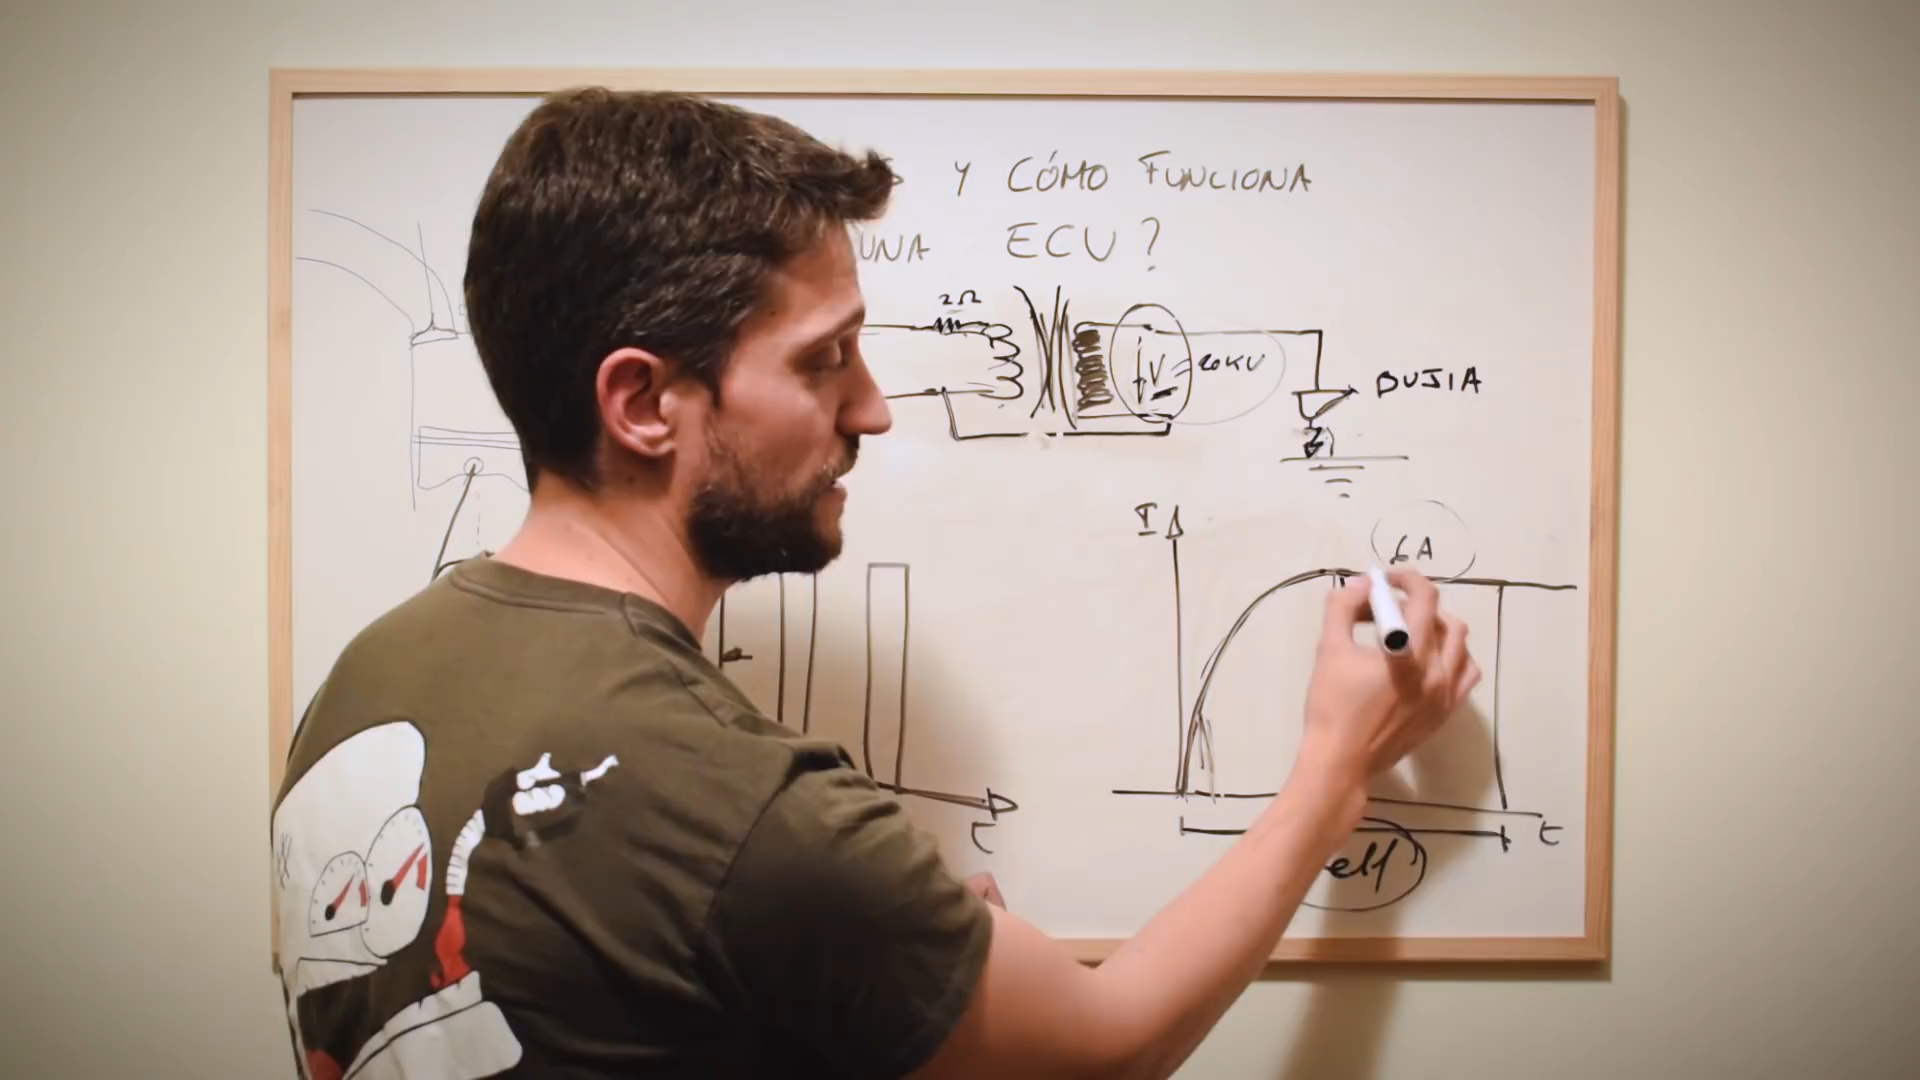 Y CÓMO FUNCIONA
UNA ECU?
2Ω
V
20KV
BUJIA
I
6A
t
t